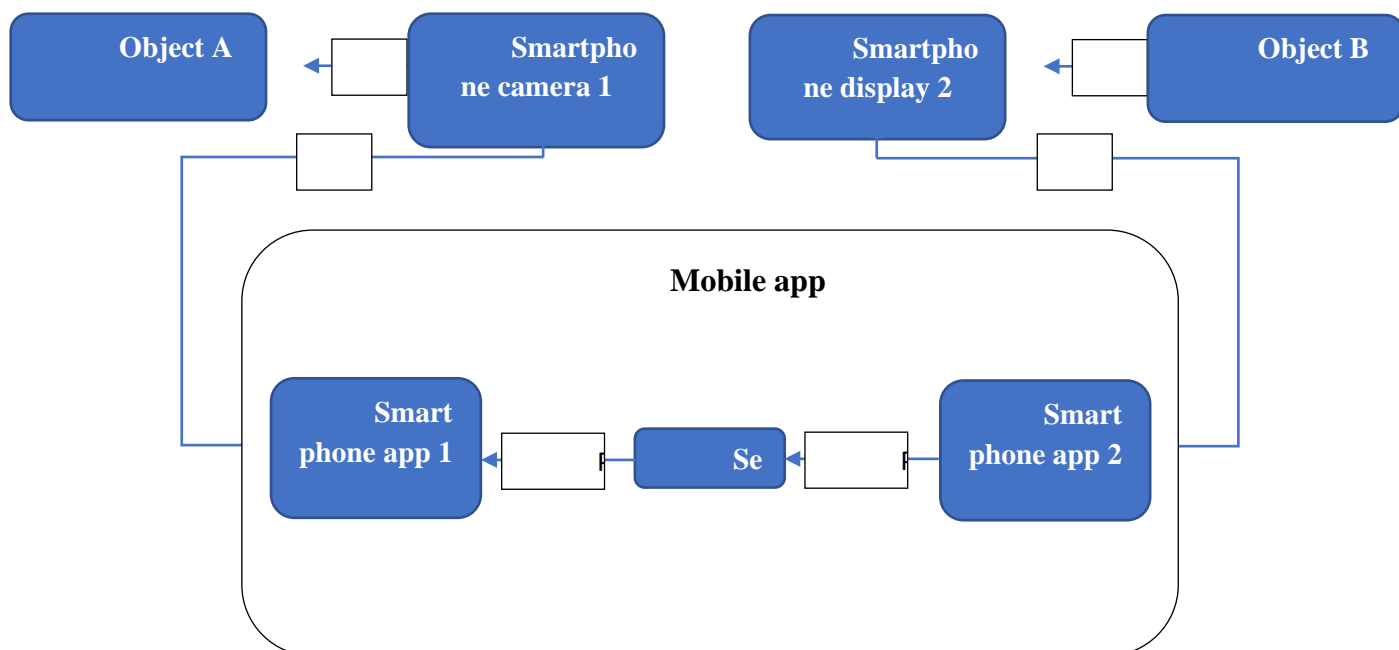 Object A
Smartpho
ne camera 1
Smartpho
ne display 2
Object B
Mobile app
Smart
phone app 1
Se
Smart
phone app 2